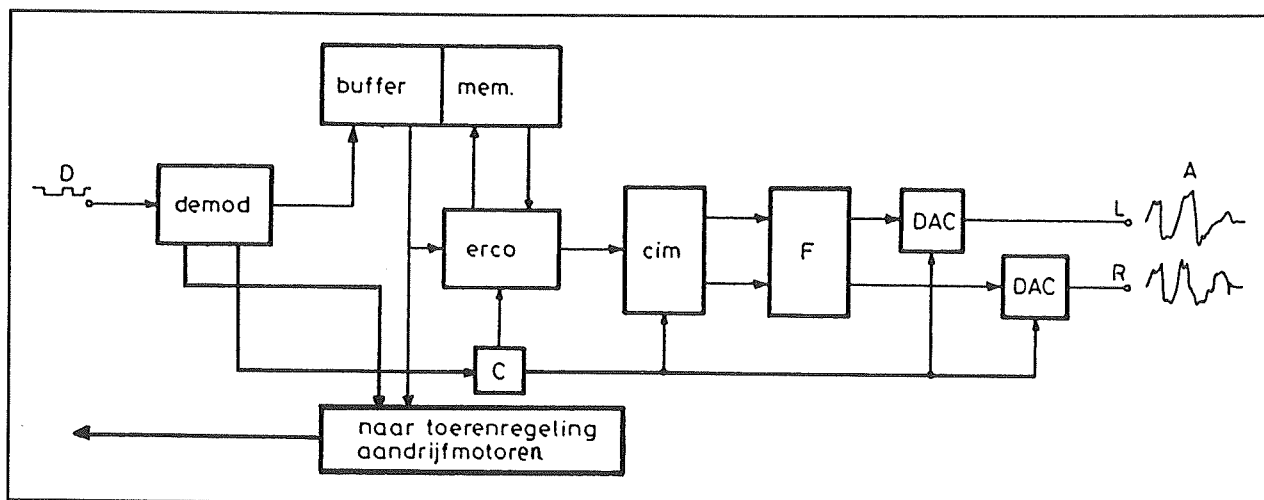 buffer mem.
D
demod
A
L
DAC
erco
cim
F
R
DAC
C
naar toerenregeling
aandrijfmotoren